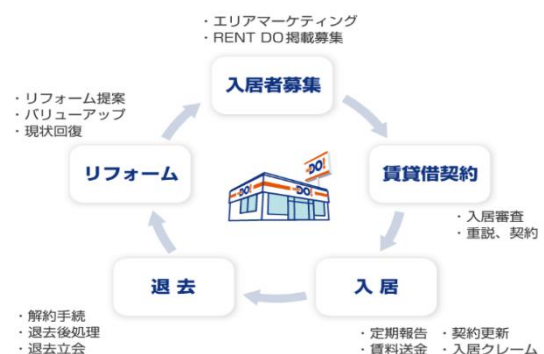 ・エリアマーケティング
・RENT DO掲載募集
入居者募集
・リフォーム提案
・バリューアップ
・現状回復
リフォーム
DO!
DO!
DO!
賃貸借契約
・入居審査
・重説、契約
退去
入居
・解約手続
・退去後処理
・退去立会
・定期報告 ・契約更新
・賃料送金 ・入居クレーム